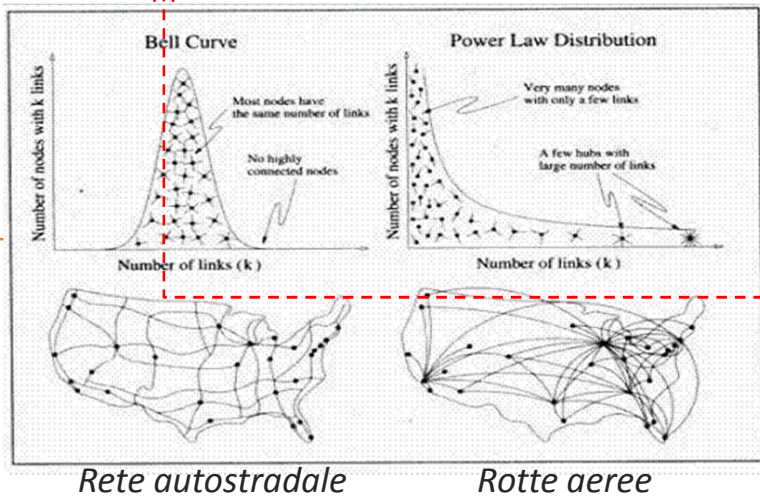 Bell Curve
Number of nodes with k links
Most nodes have
the same number of links
No highly
connected nodes
Number of links (k)
Power Law Distribution
Number of nodes with k links
Very many nodes
with only a few links
A few hubs with
large number of links
Number of links (k)
Rete autostradale
Rotte aeree